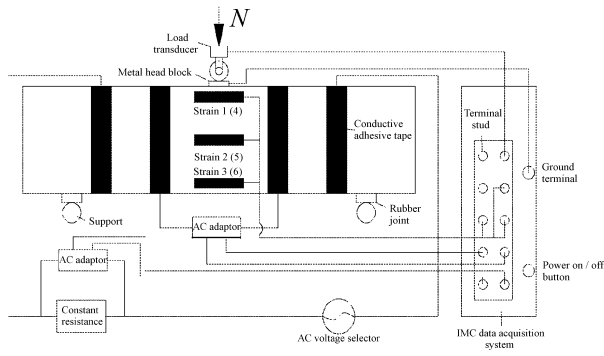 N
Load
transducer
Metal head block
Strain 1 (4)
Strain 2 (5)
Strain 3 (6)
Conductive
adhesive tape
Terminal
stud
Ground
terminal
Support
AC adaptor
Rubber
joint
AC adaptor
Power on / off
button
Constant
resistance
AC voltage selector
IMC data acquisition
system